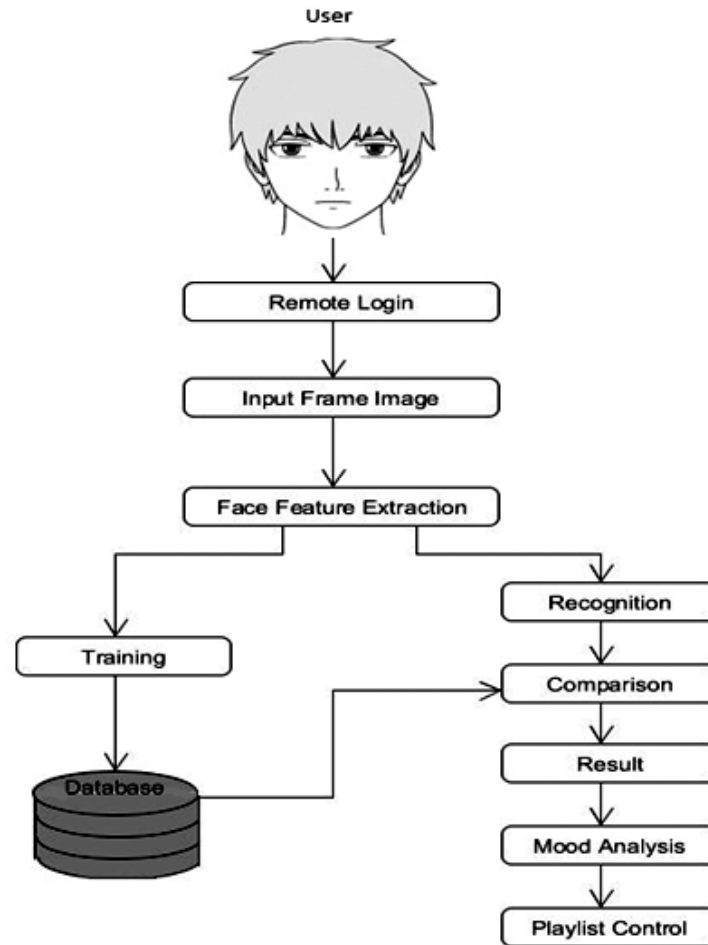 User
Remote Login
Input Frame Image
Face Feature Extraction
Recognition
Training
Comparison
Database
Result
Mood Analysis
Playlist Control